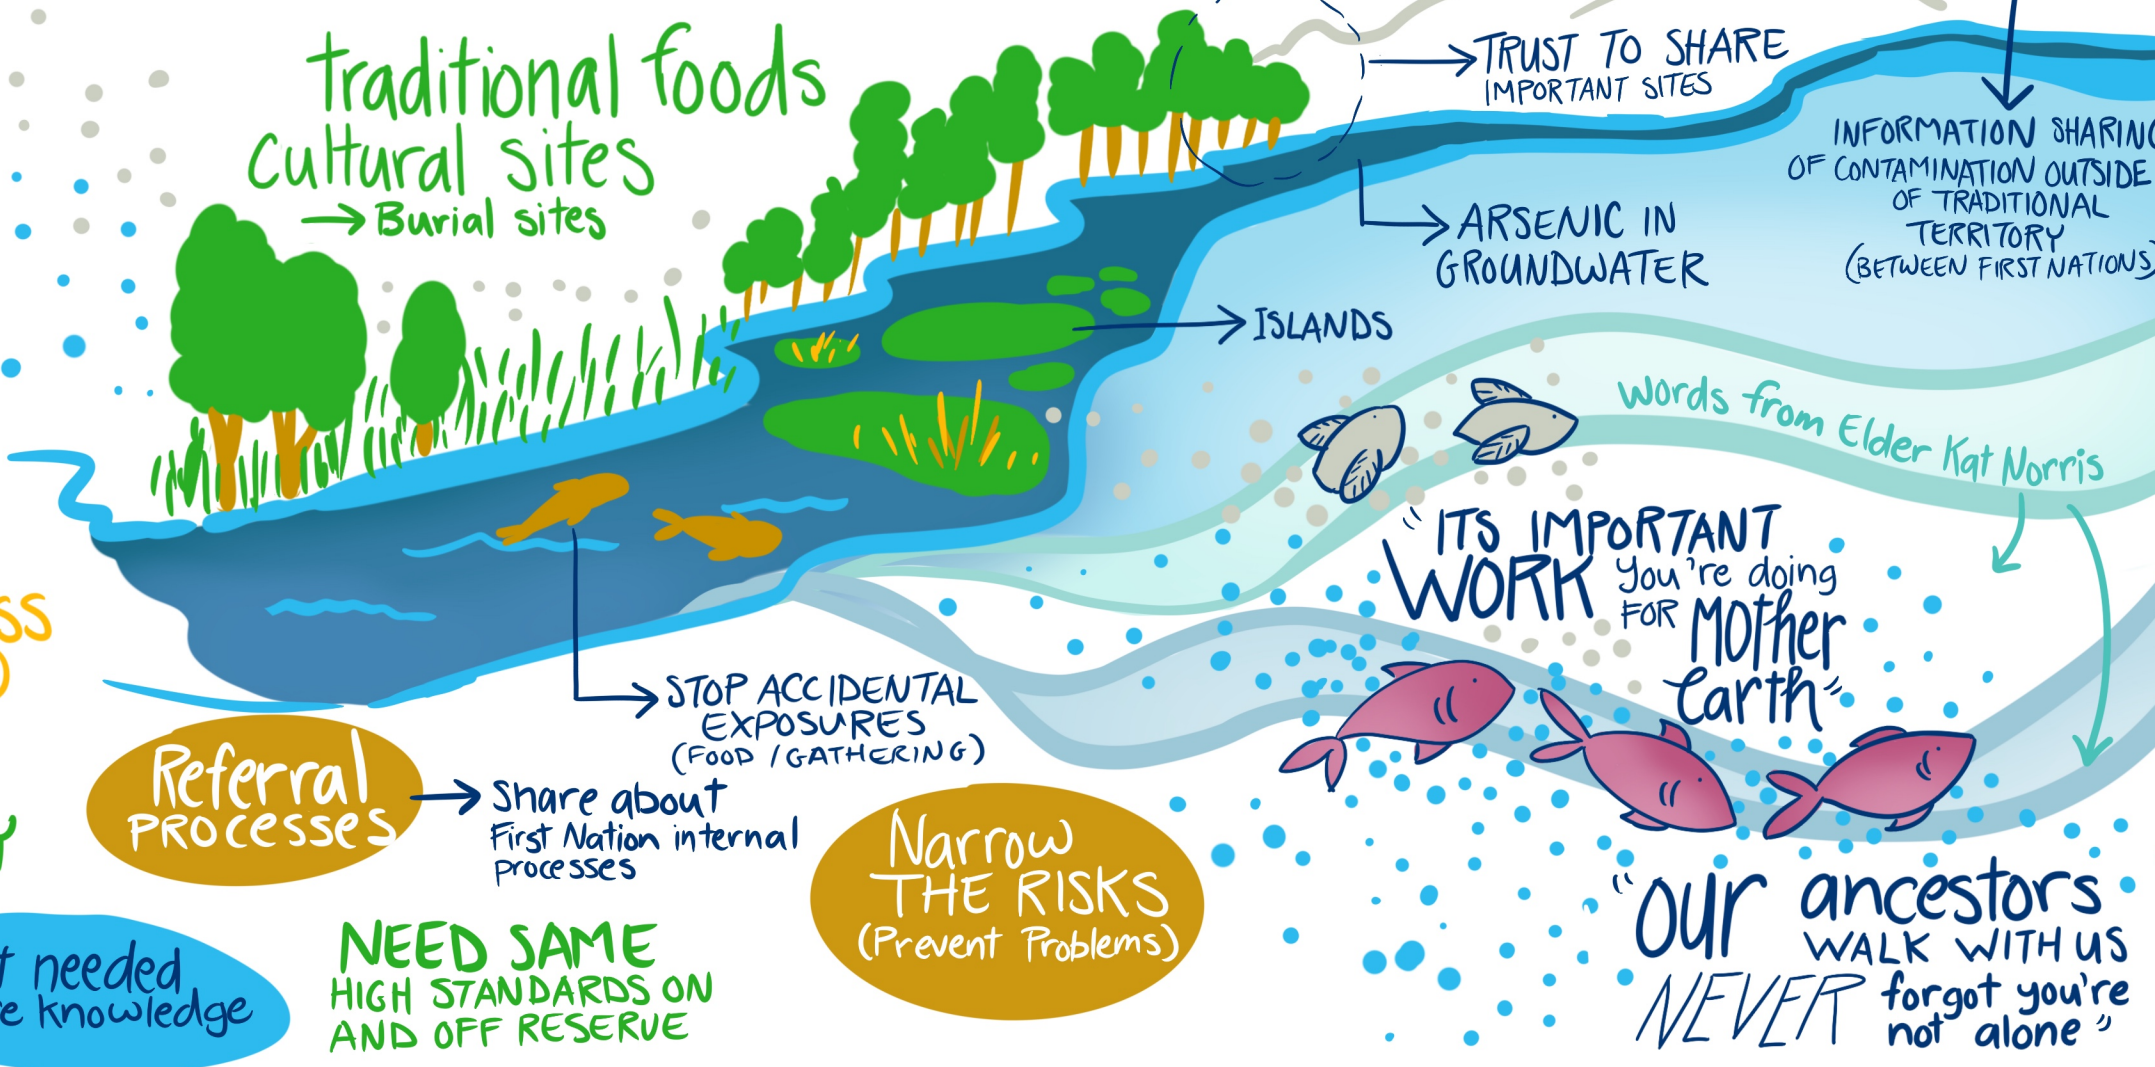 Traditional foods
Cultural sites
→ Burial sites
TRUST TO SHARE
IMPORTANT SITES
INFORMATION SHARING
OF CONTAMINATION OUTSIDE
OF TRADITIONAL
TERRITORY
(BETWEEN FIRST NATIONS)
ARSENIC IN
GROUNDWATER
ISLANDS
Words from Elder Kat Norris
"ITS IMPORTANT
WORK you're doing
FOR MOTher
Earth"
STOP ACCIDENTAL
EXPOSURES
(FOOD / GATHERING)
Referral
PROcesses
Share about
First Nation internal
processes
Narrow
THE RISKS
(Prevent Problems)
needed
knowledge
NEED SAME
HIGH STANDARDS ON
AND OFF RESERVE
"our ancestors
WALK WITH US
NEVER forgot you're
not alone"